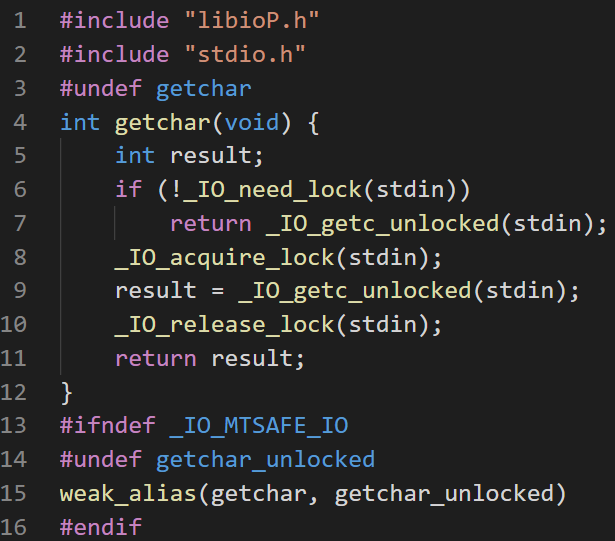 1 #include "libioP.h"
2 #include "stdio.h"
3 #undef getchar
4 int getchar(void) {
5     int result;
6     if (!_IO_need_lock(stdin))
7         return _IO_getc_unlocked(stdin);
8     _IO_acquire_lock(stdin);
9     result = _IO_getc_unlocked(stdin);
10     _IO_release_lock(stdin);
11     return result;
12 }
13 #ifndef _IO_MTSAFE_IO
14 #undef getchar_unlocked
15 weak_alias(getchar, getchar_unlocked)
16 #endif